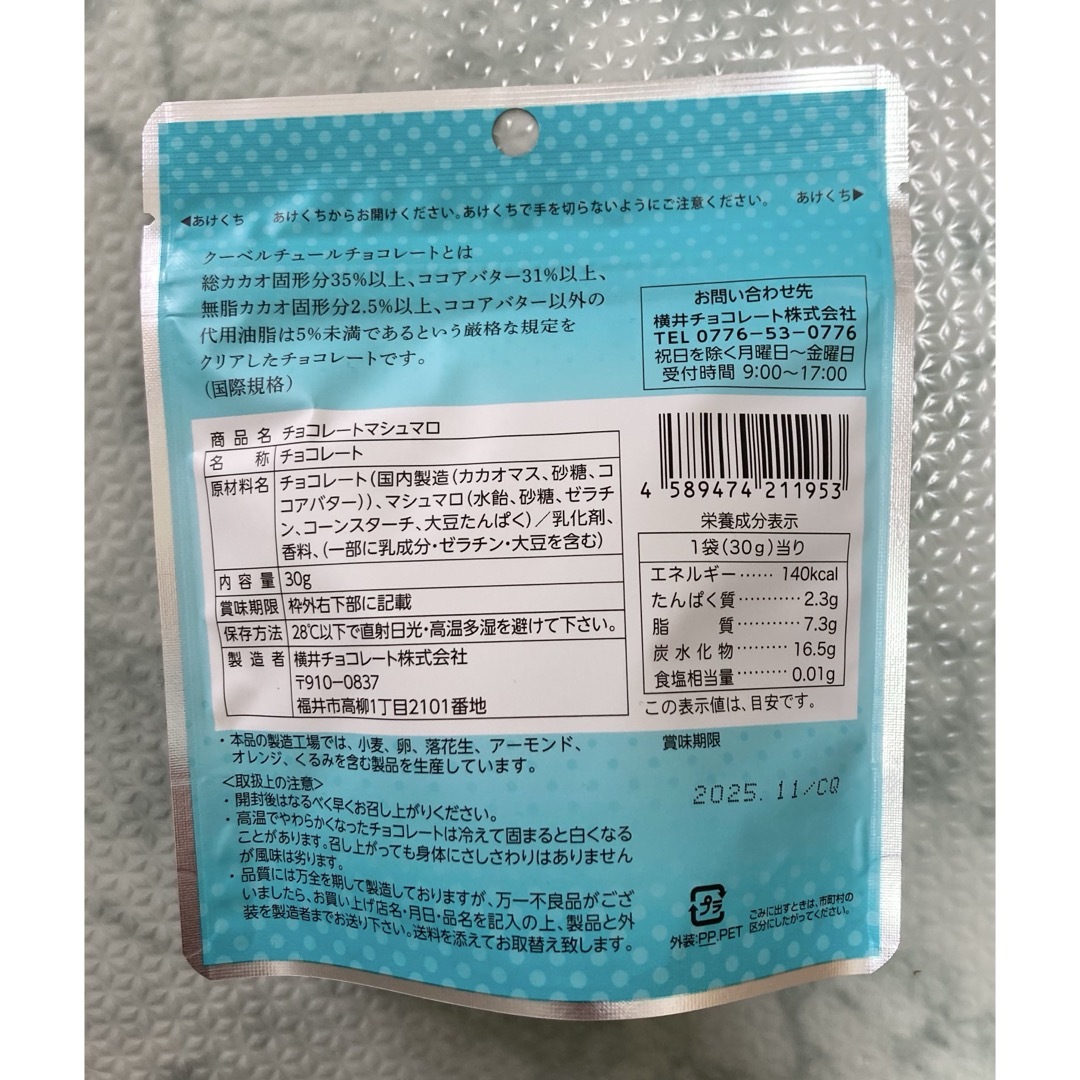 ◀あけくち あけくちからお開けください。あけくちで手を切らないようにご注意ください。 あけくち▶
クーベルチュールチョコレートとは
総カカオ固形分35%以上、ココアバター31%以上、
無脂カカオ固形分2.5%以上、ココアバター以外の
代用油脂は5%未満であるという厳格な規定を
クリアしたチョコレートです。
(国際規格)
お問い合わせ先
横井チョコレート株式会社
TEL 0776-53-0776
祝日を除く月曜日〜金曜日
受付時間 9:00〜17:00
商品名 チョコレートマシュマロ
名称 チョコレート
原材料名 チョコレート(国内製造(カカオマス、砂糖、コ
コアバター))、マシュマロ(水飴、砂糖、ゼラチ
ン、コーンスターチ、大豆たんぱく)/乳化剤、
香料、(一部に乳成分・ゼラチン・大豆を含む)
内容量 30g
賞味期限 枠外右下部に記載
保存方法 28℃以下で直射日光・高温多湿を避けて下さい。
製造者 横井チョコレート株式会社
〒910-0837
福井市高柳1丁目2101番地
4 589474 211953
栄養成分表示
1袋(30g)当り
エネルギー…… 140kcal
たんぱく質………… 2.3g
脂質………… 7.3g
炭水化物……… 16.5g
食塩相当量……… 0.01g
この表示値は、目安です。
・本品の製造工場では、小麦、卵、落花生、アーモンド、
オレンジ、くるみを含む製品を生産しています。
<取扱上の注意>
・開封後はなるべく早くお召し上がりください。
・高温でやわらかくなったチョコレートは冷えて固まると白くなる
ことがあります。召し上がっても身体にさしさわりはありません
が風味は劣ります。
・品質には万全を期して製造しておりますが、万一不良品がござ
いましたら、お買い上げ店名・月日・品名を記入の上、製品と外
装を製造者までお送り下さい。送料を添えてお取替え致します。
賞味期限
2025.11/CQ
プラ
外装:PP.PET
ごみに出すときは、市町村の
区分にしたがってください。